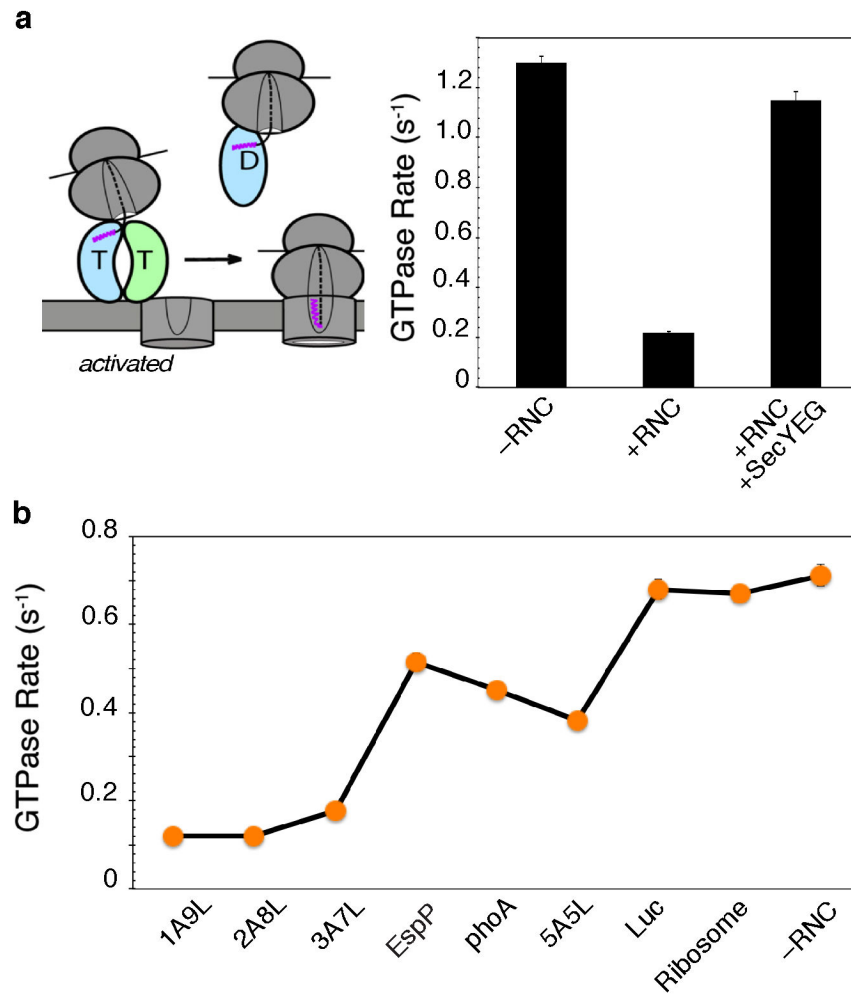 a
D
T T
activated
GTPase Rate (s⁻¹)
1.2
1.0
0.8
0.6
0.4
0.2
0
–RNC
+RNC
+RNC
+SecYEG
b
GTPase Rate (s⁻¹)
0.8
0.6
0.4
0.2
0
1A9L
2A8L
3A7L
EspP
phoA
5A5L
Luc
Ribosome
–RNC